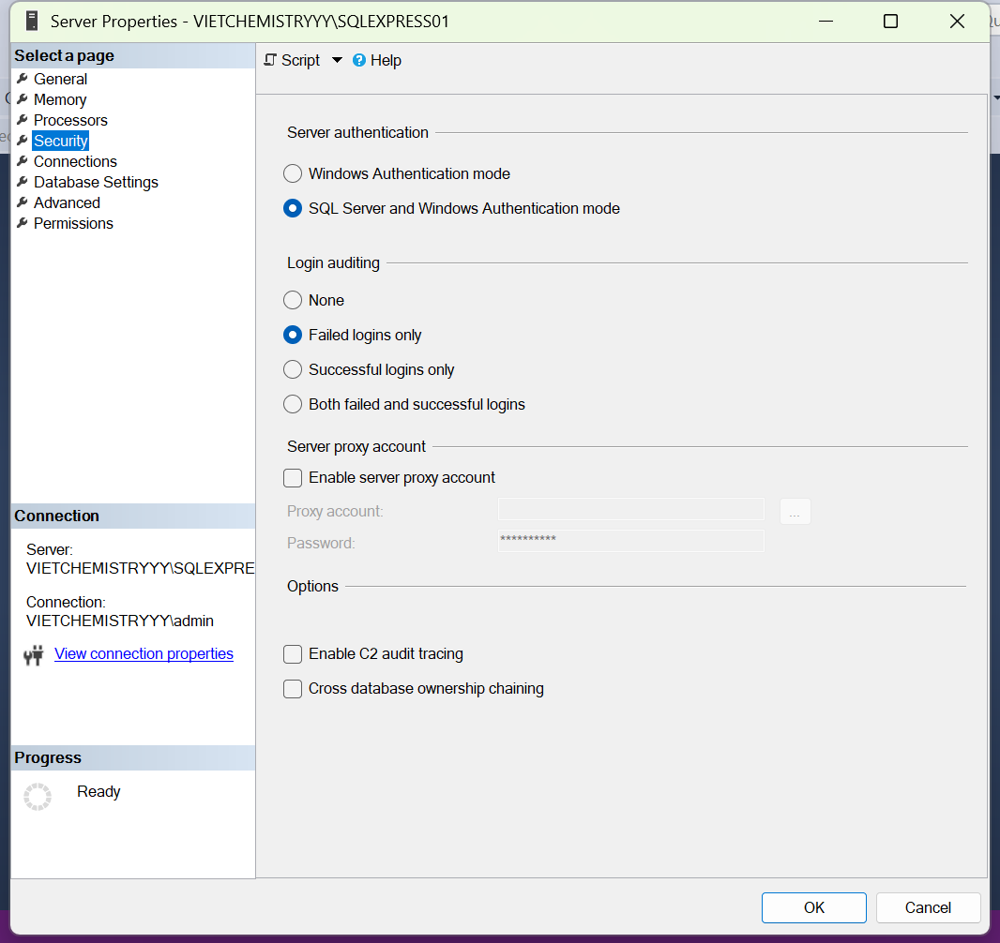 Server Properties - VIETCHEMISTRYYY\SQLEXPRESS01
Select a page
General
Memory
Processors
Security
Connections
Database Settings
Advanced
Permissions
Connection
Server:
VIETCHEMISTRYYY\SQLEXPRE
Connection:
VIETCHEMISTRYYY\admin
View connection properties
Progress
Ready
Script
Help
Server authentication
Windows Authentication mode
SQL Server and Windows Authentication mode
Login auditing
None
Failed logins only
Successful logins only
Both failed and successful logins
Server proxy account
Enable server proxy account
Proxy account:
...
Password:
**********
Options
Enable C2 audit tracing
Cross database ownership chaining
OK
Cancel